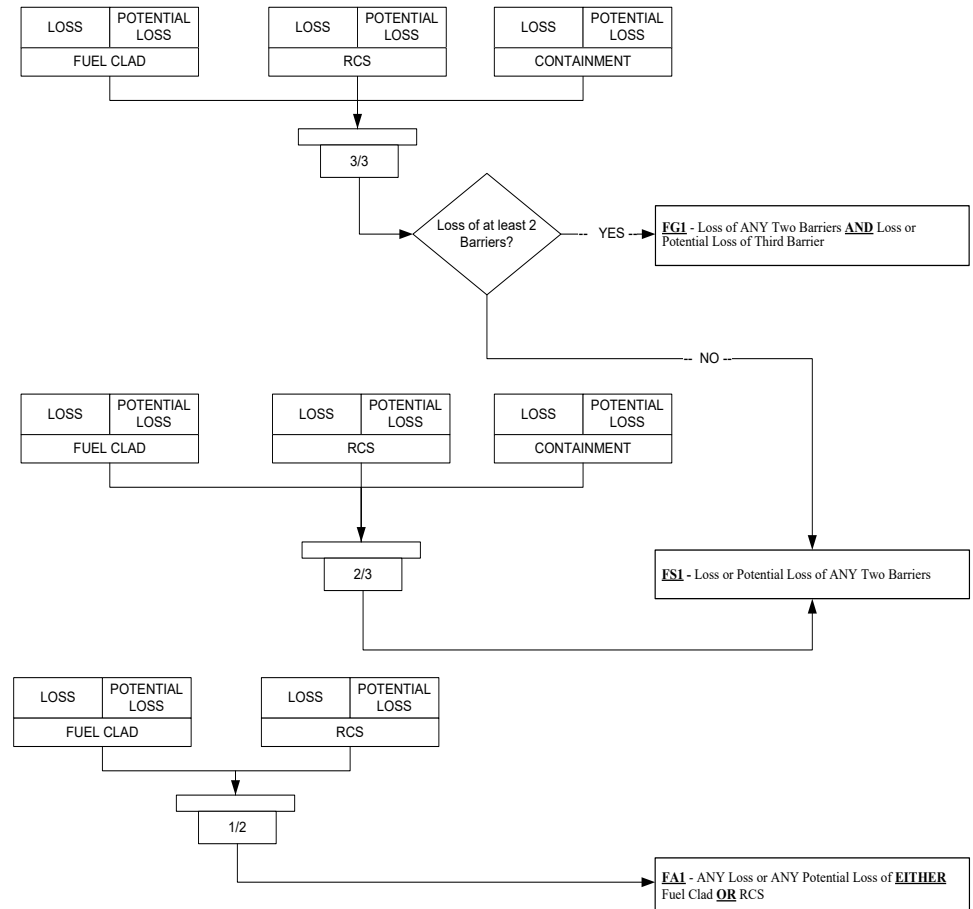 LOSS
POTENTIAL
LOSS
FUEL CLAD
LOSS
POTENTIAL
LOSS
RCS
LOSS
POTENTIAL
LOSS
CONTAINMENT
3/3
Loss of at least 2
Barriers?
-- YES --
FG1 - Loss of ANY Two Barriers AND Loss or
Potential Loss of Third Barrier
-- NO --
LOSS
POTENTIAL
LOSS
FUEL CLAD
LOSS
POTENTIAL
LOSS
RCS
LOSS
POTENTIAL
LOSS
CONTAINMENT
2/3
FS1 - Loss or Potential Loss of ANY Two Barriers
LOSS
POTENTIAL
LOSS
FUEL CLAD
LOSS
POTENTIAL
LOSS
RCS
1/2
FA1 - ANY Loss or ANY Potential Loss of EITHER
Fuel Clad OR RCS